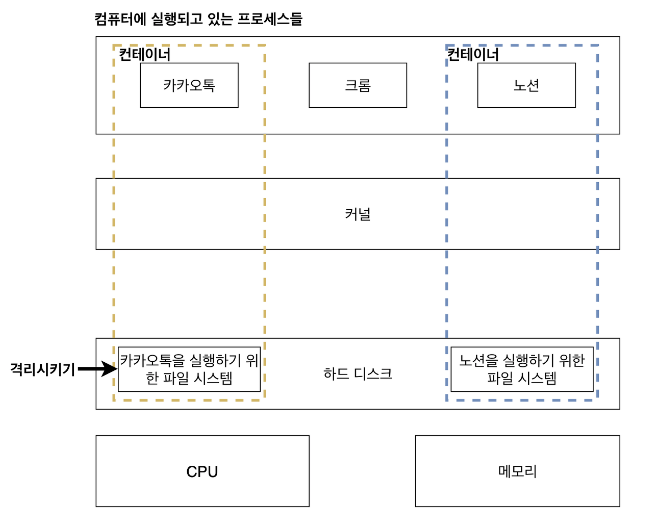 컴퓨터에 실행되고 있는 프로세스들
컨테이너
컨테이너
카카오톡
크롬
노션
커널
격리시키기
카카오톡을 실행하기 위
한 파일 시스템
하드 디스크
노션을 실행하기 위한
파일 시스템
CPU
메모리